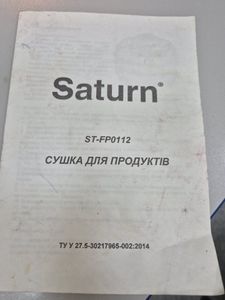 Saturn®
ST-FP0112
СУШКА ДЛЯ ПРОДУКТІВ
ТУ У 27.5-30217965-002:2014